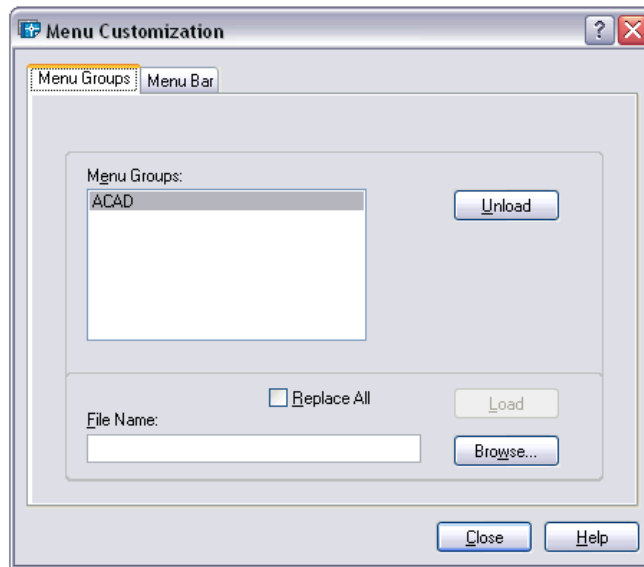 Menu Customization
Menu Groups
Menu Bar
Menu Groups:
ACAD
Unload
Replace All
Load
File Name:
Browse...
Close
Help